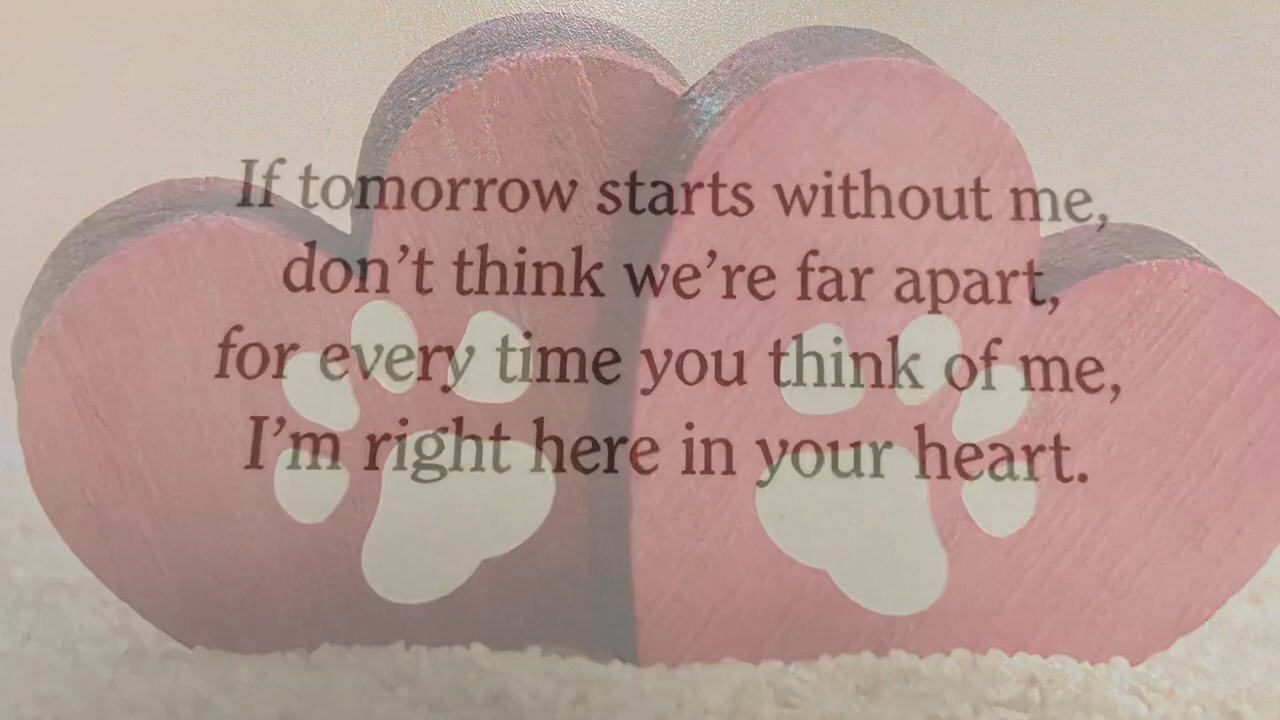 If tomorrow starts without me,
don’t think we’re far apart,
for every time you think of me,
I’m right here in your heart.